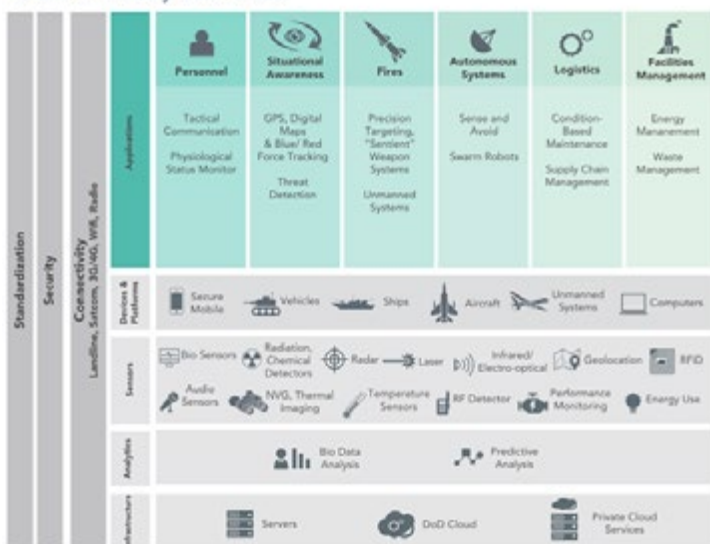 Standardization
Security
Connectivity
Landline, Satcom, 3G/4G, Wifi, Radio
Applications
Personnel
Tactical
Communication
Physiological
Status Monitor
Situational
Awareness
GPS, Digital
Maps
& Blue/ Red
Force Tracking
Threat
Detection
Fires
Precision
Targeting,
"Sentient"
Weapon
Systems
Unmanned
Systems
Autonomous
Systems
Sense and
Avoid
Swarm Robots
Logistics
Condition-
Based
Maintenance
Supply Chain
Management
Facilities
Management
Energy
Manarement
Waste
Management
Devices &
Platforms
Secure
Mobile
Vehicles
Ships
Aircraft
Unmanned
Systems
Computers
Sensors
Bio Sensors
Radiation,
Chemical
Detectors
Radar
Laser
Infrared/
Electro-optical
Geolocation
RFID
Audio
Sensors
NVG, Thermal
Imaging
Temperature
Sensors
RF Detector
Performance
Monitoring
Energy Use
Analytics
Bio Data
Analysis
Predictive
Analysis
Servers
DoD Cloud
Private Cloud
Services